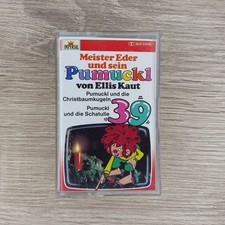 Meister Eder
und sein
Pumuckl
von Ellis Kaut
Pumuckl und die
Christbaumkugeln
Pumuckl
und die Schatulle
39